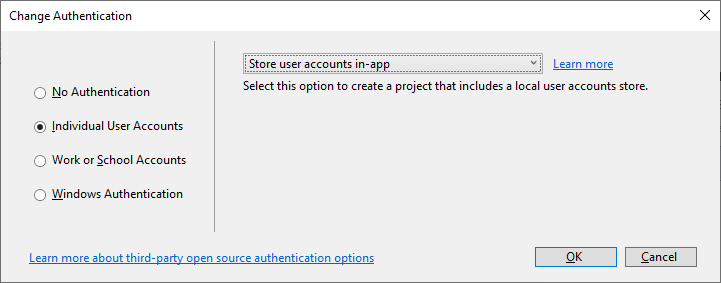 Change Authentication
Store user accounts in-app
Learn more
Select this option to create a project that includes a local user accounts store.
No Authentication
Individual User Accounts
Work or School Accounts
Windows Authentication
Learn more about third-party open source authentication options
OK
Cancel